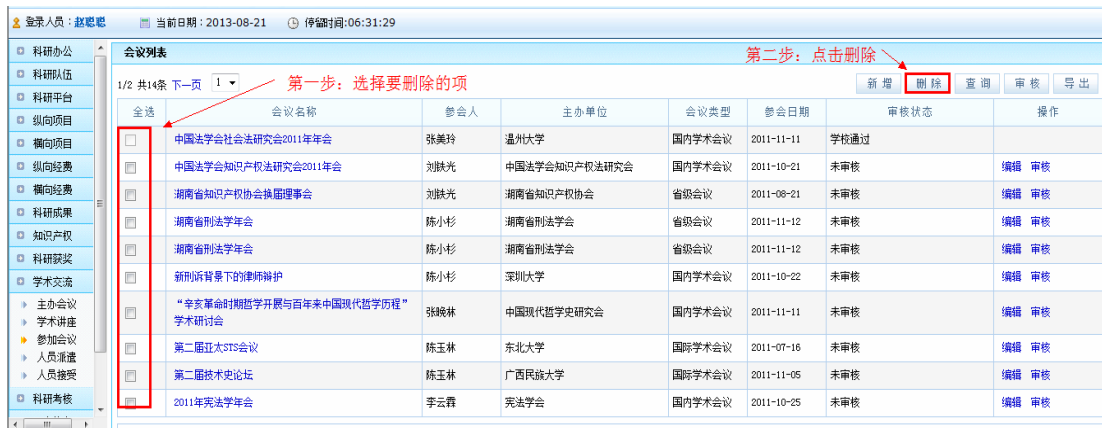 登录人员：赵聪聪 当前日期：2013-08-21 停留时间:06:31:29
科研办公
科研队伍
科研平台
纵向项目
横向项目
纵向经费
横向经费
科研成果
知识产权
科研获奖
学术交流
主办会议
学术讲座
参加会议
人员派遣
人员接受
科研考核
会议列表
第二步：点击删除
1/2 共14条 下一页 1 第一步：选择要删除的项 新增 删除 查询 审核 导出
全选 会议名称 参会人 主办单位 会议类型 参会日期 审核状态 操作
中国法学会社会法研究会2011年年会 张美玲 温州大学 国内学术会议 2011-11-11 学校通过
中国法学会知识产权法研究会2011年会 刘鼗光 中国法学会知识产权法研究会 国内学术会议 2011-10-21 未审核 编辑 审核
湖南省知识产权协会换届理事会 刘鼗光 湖南省知识产权协会 省级会议 2011-08-21 未审核 编辑 审核
湖南省刑法学年会 陈小杉 湖南省刑法学会 省级会议 2011-11-12 未审核 编辑 审核
湖南省刑法学年会 陈小杉 湖南省刑法学会 省级会议 2011-11-12 未审核 编辑 审核
新刑诉背景下的律师辩护 陈小杉 深圳大学 国内学术会议 2011-10-22 未审核 编辑 审核
“辛亥革命时期哲学开展与百年来中国现代哲学历程”
学术研讨会 张晚林 中国现代哲学史研究会 国内学术会议 2011-11-11 未审核 编辑 审核
第二届亚太STS会议 陈玉林 东北大学 国际学术会议 2011-07-16 未审核 编辑 审核
第二届技术史论坛 陈玉林 广西民族大学 国际学术会议 2011-11-05 未审核 编辑 审核
2011年宪法学年会 李云霖 宪法学会 国内学术会议 2011-10-25 未审核 编辑 审核